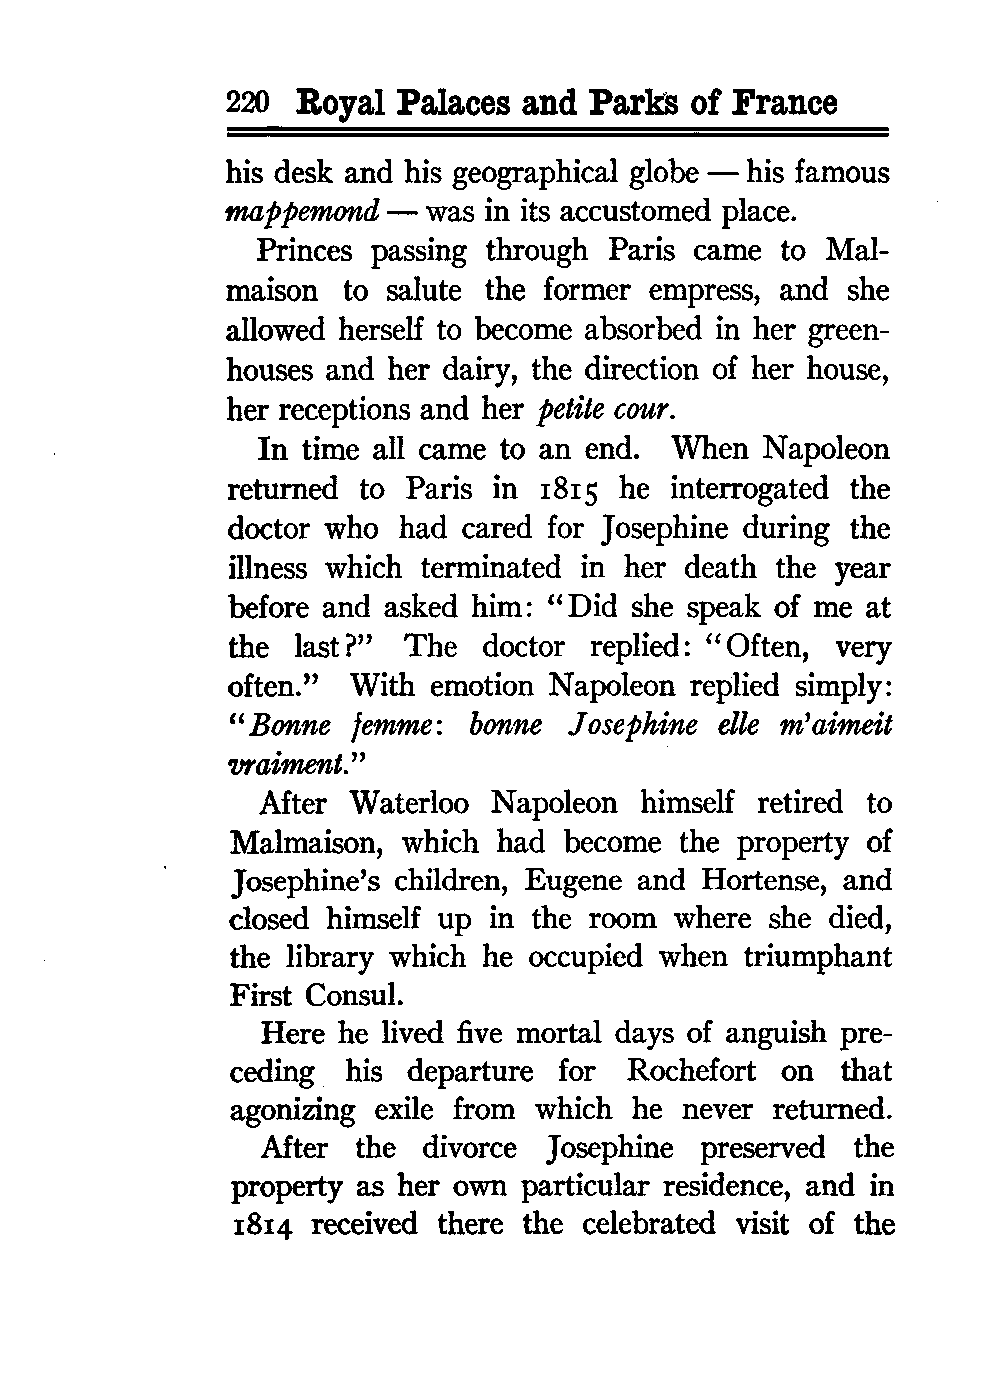 220 Royal Palaces and Parks of France
his desk and his geographical globe — his famous
mappemond — was in its accustomed place.
Princes passing through Paris came to Mal-
maison to salute the former empress, and she
allowed herself to become absorbed in her green-
houses and her dairy, the direction of her house,
her receptions and her petite cour.
In time all came to an end. When Napoleon
returned to Paris in 1815 he interrogated the
doctor who had cared for Josephine during the
illness which terminated in her death the year
before and asked him: "Did she speak of me at
the last?" The doctor replied: "Often, very
often." With emotion Napoleon replied simply:
"Bonne femme: bonne Josephine elle m'aimeit
vraiment."
After Waterloo Napoleon himself retired to
Malmaison, which had become the property of
Josephine's children, Eugene and Hortense, and
closed himself up in the room where she died,
the library which he occupied when triumphant
First Consul.
Here he lived five mortal days of anguish pre-
ceding his departure for Rochefort on that
agonizing exile from which he never returned.
After the divorce Josephine preserved the
property as her own particular residence, and in
1814 received there the celebrated visit of the